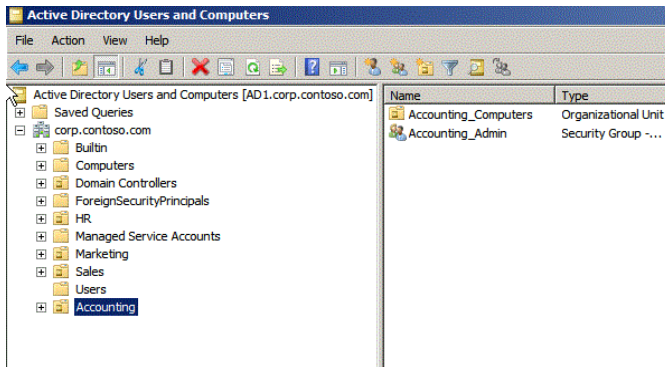 Active Directory Users and Computers
File Action View Help
Active Directory Users and Computers [AD1.corp.contoso.com]
Saved Queries
corp.contoso.com
Builtin
Computers
Domain Controllers
ForeignSecurityPrincipals
HR
Managed Service Accounts
Marketing
Sales
Users
Accounting
Name Type
Accounting_Computers Organizational Unit
Accounting_Admin Security Group -...